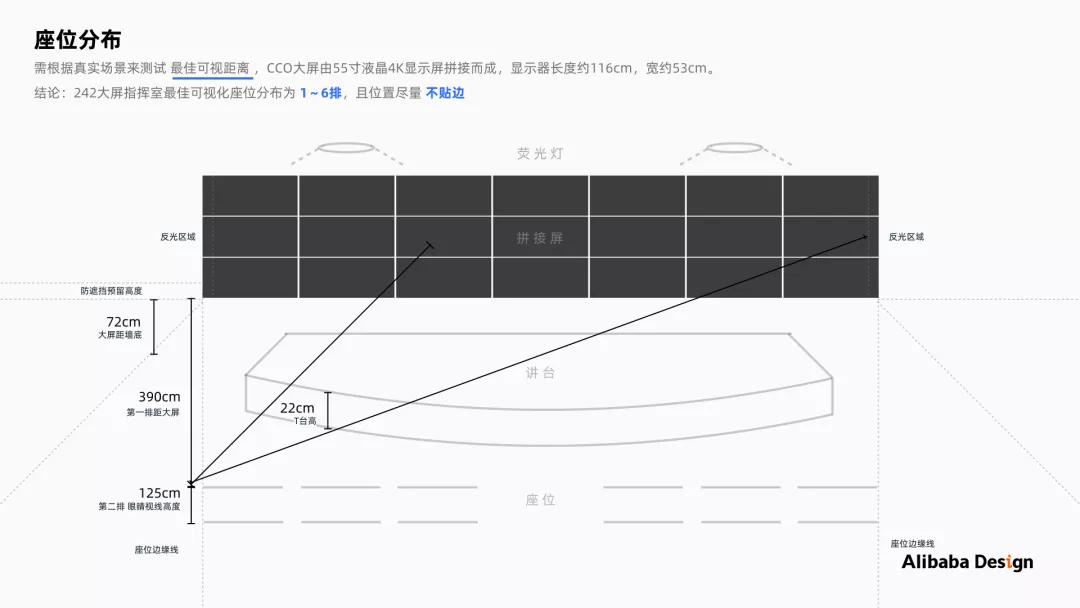 座位分布
需根据真实场景来测试 最佳可视距离 ，CCO大屏由55寸液晶4K显示屏拼接而成，显示器长度约116cm，宽约53cm。
结论：242大屏指挥室最佳可视化座位分布为 1～6排，且位置尽量 不贴边
荧光灯
反光区域
拼接屏
反光区域
防遮挡预留高度
72cm
大屏距墙底
讲台
390cm
第一排距大屏
22cm
T台高
125cm
第二排 眼睛视线高度
座位
座位边缘线
座位边缘线
Alibaba Design